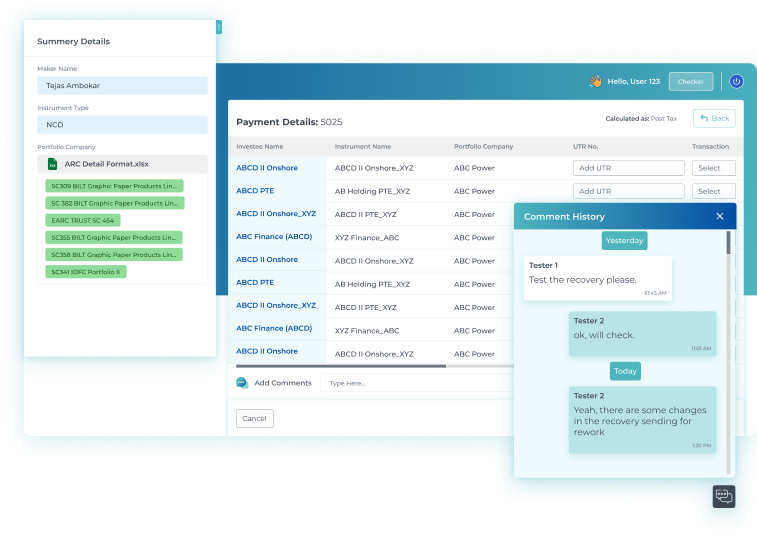 Summery Details
Maker Name
Tejas Ambokar
Instrument Type
NCD
Portfolio Company
ARC Detail Format.xlsx
SC309 BILT Graphic Paper Products Lin...
SC 382 BILT Graphic Paper Products Lin...
EARC TRUST SC 454
SC355 BILT Graphic Paper Products Lin...
SC358 BILT Graphic Paper Products Lin...
SC341 IDFC Portfolio II
Hello, User 123
Checker
Payment Details: 5025
Calculated as: Post Tax
Back
Investee Name Instrument Name Portfolio Company UTR No. Transaction
ABCD II Onshore ABCD II Onshore_XYZ ABC Power Add UTR Select
ABCD PTE AB Holding PTE_XYZ ABC Power Add UTR Select
ABCD II Onshore_XYZ ABCD II PTE_XYZ ABC Power
ABC Finance (ABCD) XYZ Finance_ABC ABC Power
ABCD II Onshore ABCD II Onshore_XYZ ABC Power
ABCD PTE AB Holding PTE_XYZ ABC Power
ABCD II Onshore_XYZ ABCD II PTE_XYZ ABC Power
ABC Finance (ABCD) XYZ Finance_ABC ABC Power
ABCD II Onshore ABCD II Onshore_XYZ ABC Power
Add Comments Type Here...
Cancel
Comment History
Yesterday
Tester 1
Test the recovery please.
10:45 AM
Tester 2
ok, will check.
11:01 AM
Today
Tester 2
Yeah, there are some changes
in the recovery sending for
rework
1:30 PM